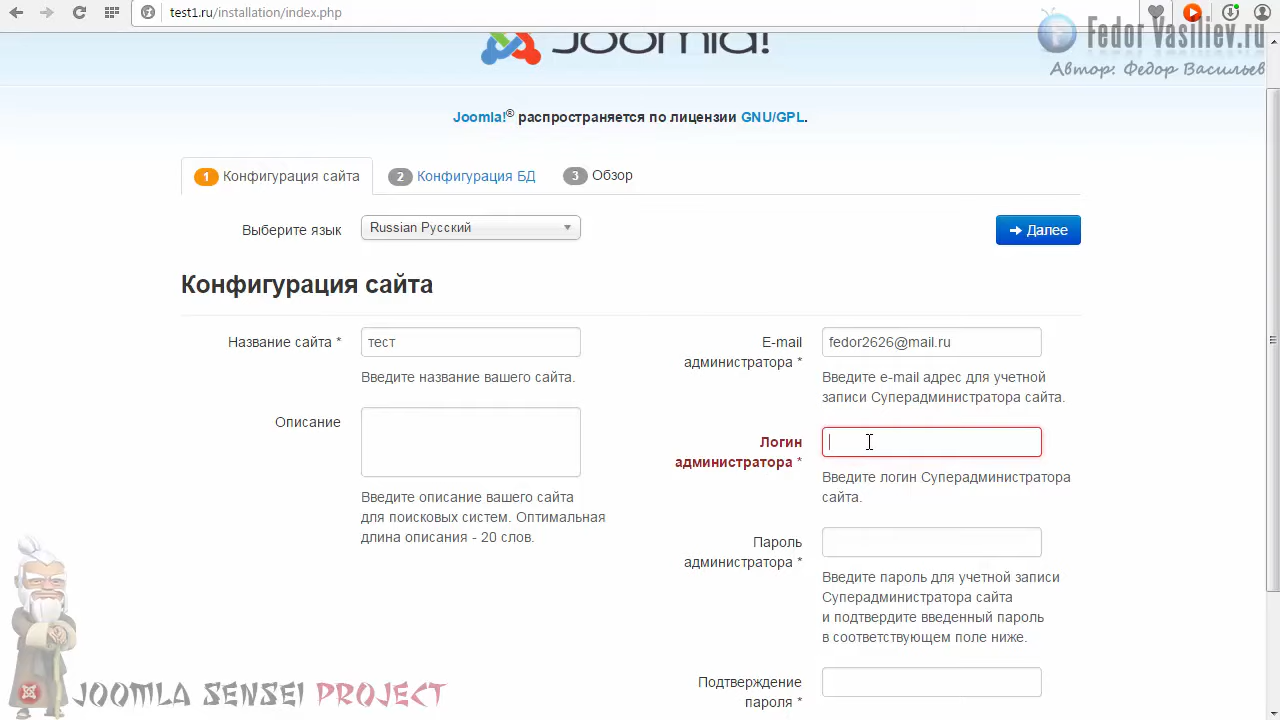 test1.ru/installation/index.php
Fedor Vasiliev.ru
Автор: Федор Васильев
Joomla!
Joomla!® распространяется по лицензии GNU/GPL.
1 Конфигурация сайта
2 Конфигурация БД
3 Обзор
Выберите язык
Russian Русский
Далее
Конфигурация сайта
Название сайта *
тест
Введите название вашего сайта.
Описание
Введите описание вашего сайта
для поисковых систем. Оптимальная
длина описания - 20 слов.
E-mail
администратора *
fedor2626@mail.ru
Введите e-mail адрес для учетной
записи Суперадминистратора сайта.
Логин
администратора *
Введите логин Суперадминистратора
сайта.
Пароль
администратора *
Введите пароль для учетной записи
Суперадминистратора сайта
и подтвердите введенный пароль
в соответствующем поле ниже.
Подтверждение
пароля *
JOOMLA SENSEI PROJECT